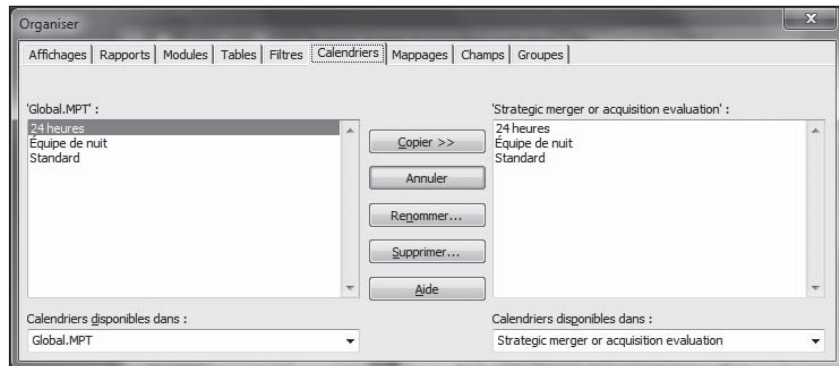 Organiser
Affichages Rapports Modules Tables Filtres Calendriers Mappages Champs Groupes
'Global.MPT' :
24 heures
Équipe de nuit
Standard
Copier >>
Annuler
Renommer...
Supprimer...
Aide
'Strategic merger or acquisition evaluation' :
24 heures
Équipe de nuit
Standard
Calendriers disponibles dans :
Global.MPT
Calendriers disponibles dans :
Strategic merger or acquisition evaluation